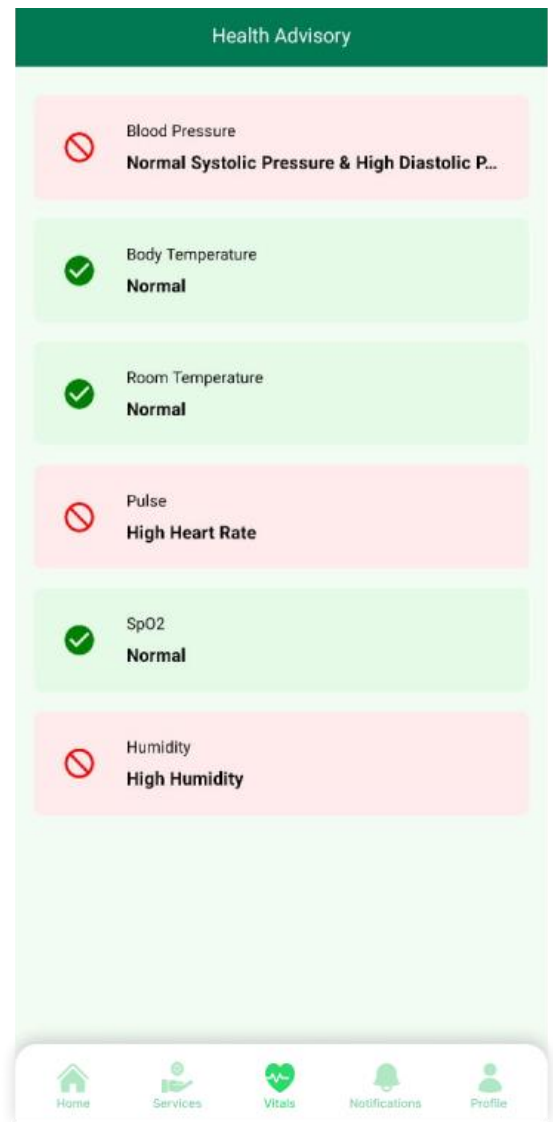 Health Advisory
Blood Pressure
Normal Systolic Pressure & High Diastolic P...
Body Temperature
Normal
Room Temperature
Normal
Pulse
High Heart Rate
SpO2
Normal
Humidity
High Humidity
Home Services Vitals Notifications Profile